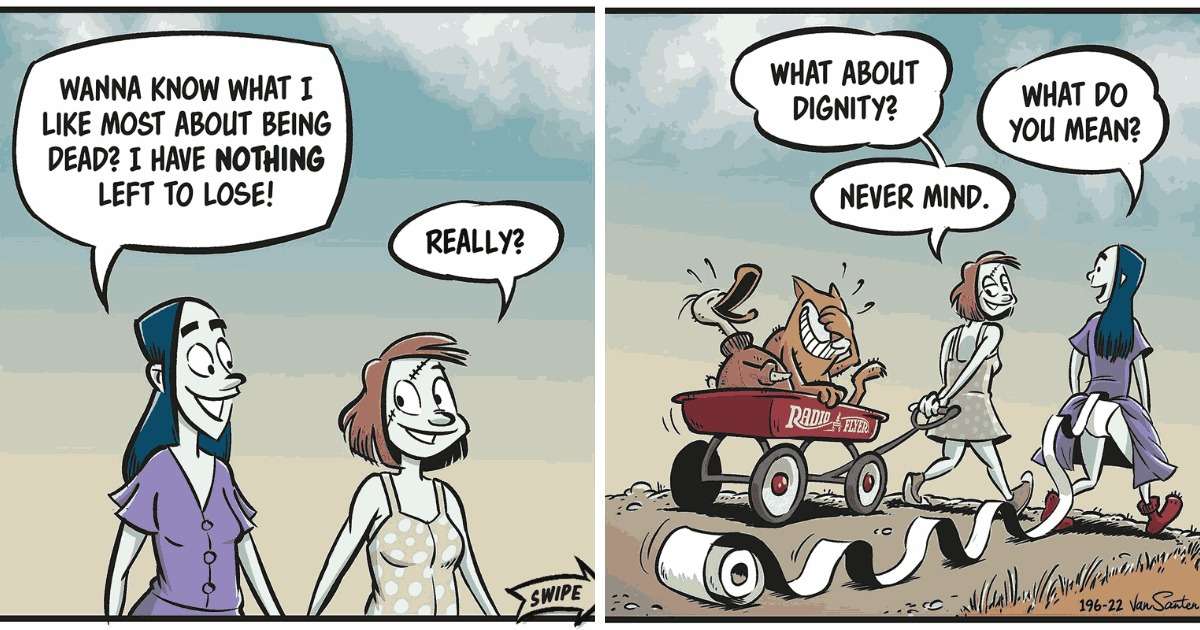 WANNA KNOW WHAT I
LIKE MOST ABOUT BEING
DEAD? I HAVE NOTHING
LEFT TO LOSE!
REALLY?
SWIPE
WHAT ABOUT
DIGNITY?
WHAT DO
YOU MEAN?
NEVER MIND.
RADIO FLYER
196-22 VanSanten